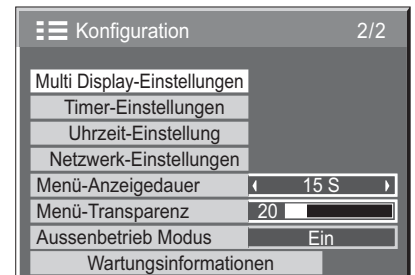 Konfiguration 2/2
Multi Display-Einstellungen
Timer-Einstellungen
Uhrzeit-Einstellung
Netzwerk-Einstellungen
Menü-Anzeigedauer 15 S
Menü-Transparenz 20
Aussenbetrieb Modus Ein
Wartungsinformationen